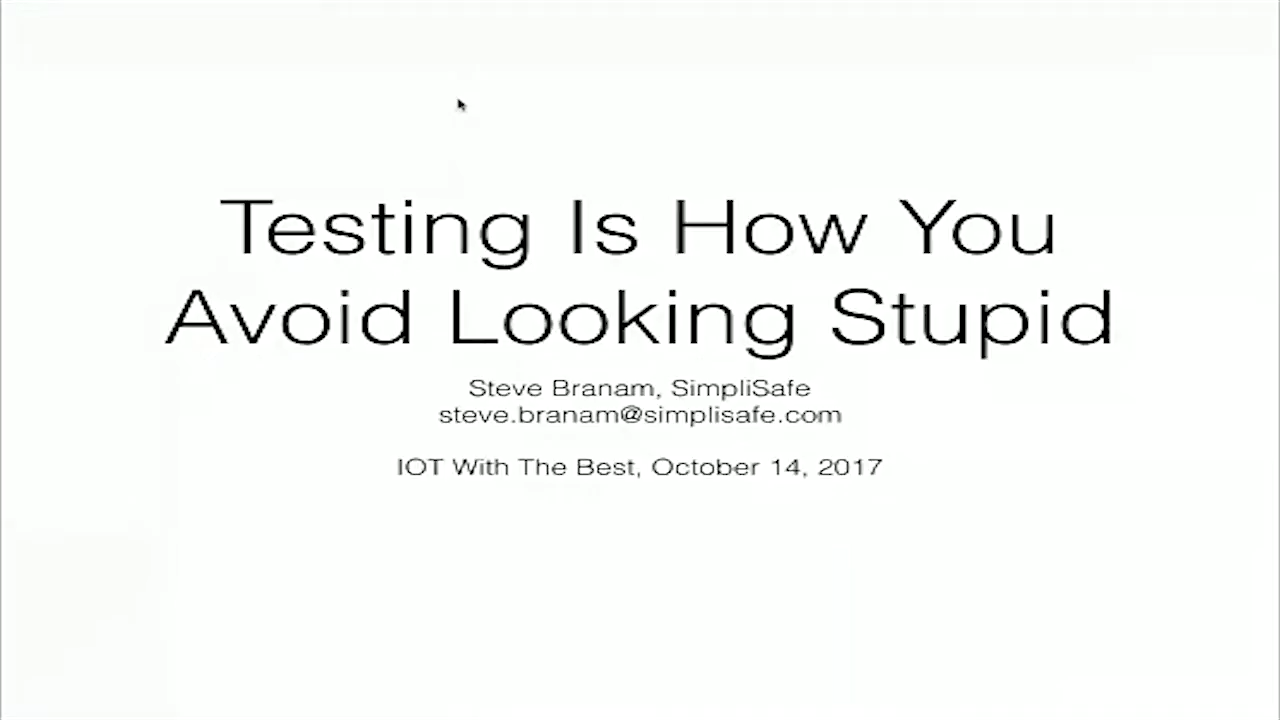 Testing Is How You
Avoid Looking Stupid
Steve Branam, SimpliSafe
steve.branam@simplisafe.com
IOT With The Best, October 14, 2017